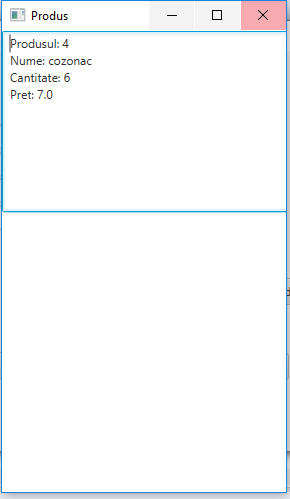 Produs
Produsul: 4
Nume: cozonac
Cantitate: 6
Pret: 7.0